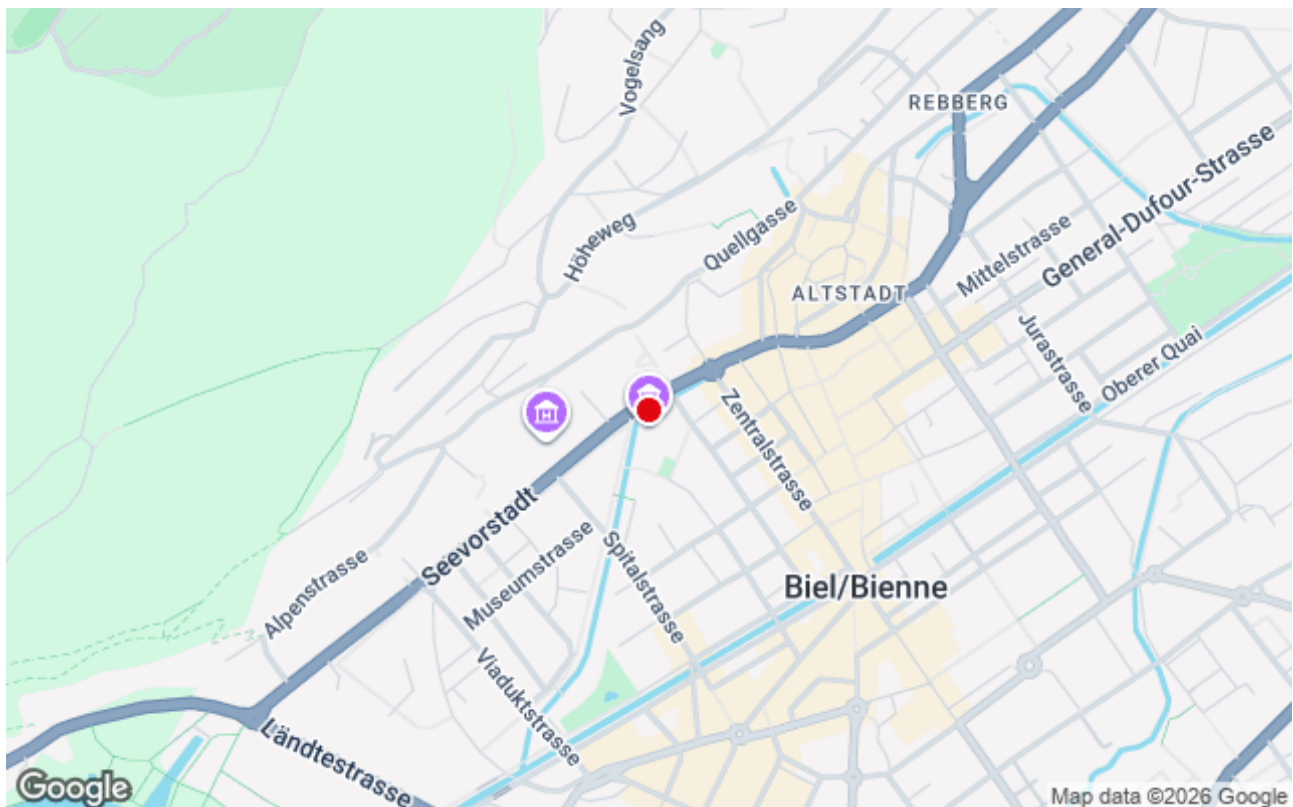 Vogelsang
REBBERG
General-Dufour-Strasse
Höheweg
Quellgasse
Mittelstrasse
ALTSTADT
Jurastrasse
Oberer Quai
Zentralstrasse
Seevorstadt
Museumstrasse
Spitalstrasse
Alpenstrasse
Biel/Bienne
Viaduktstrasse
Ländtestrasse
Google
Map data ©2026 Google